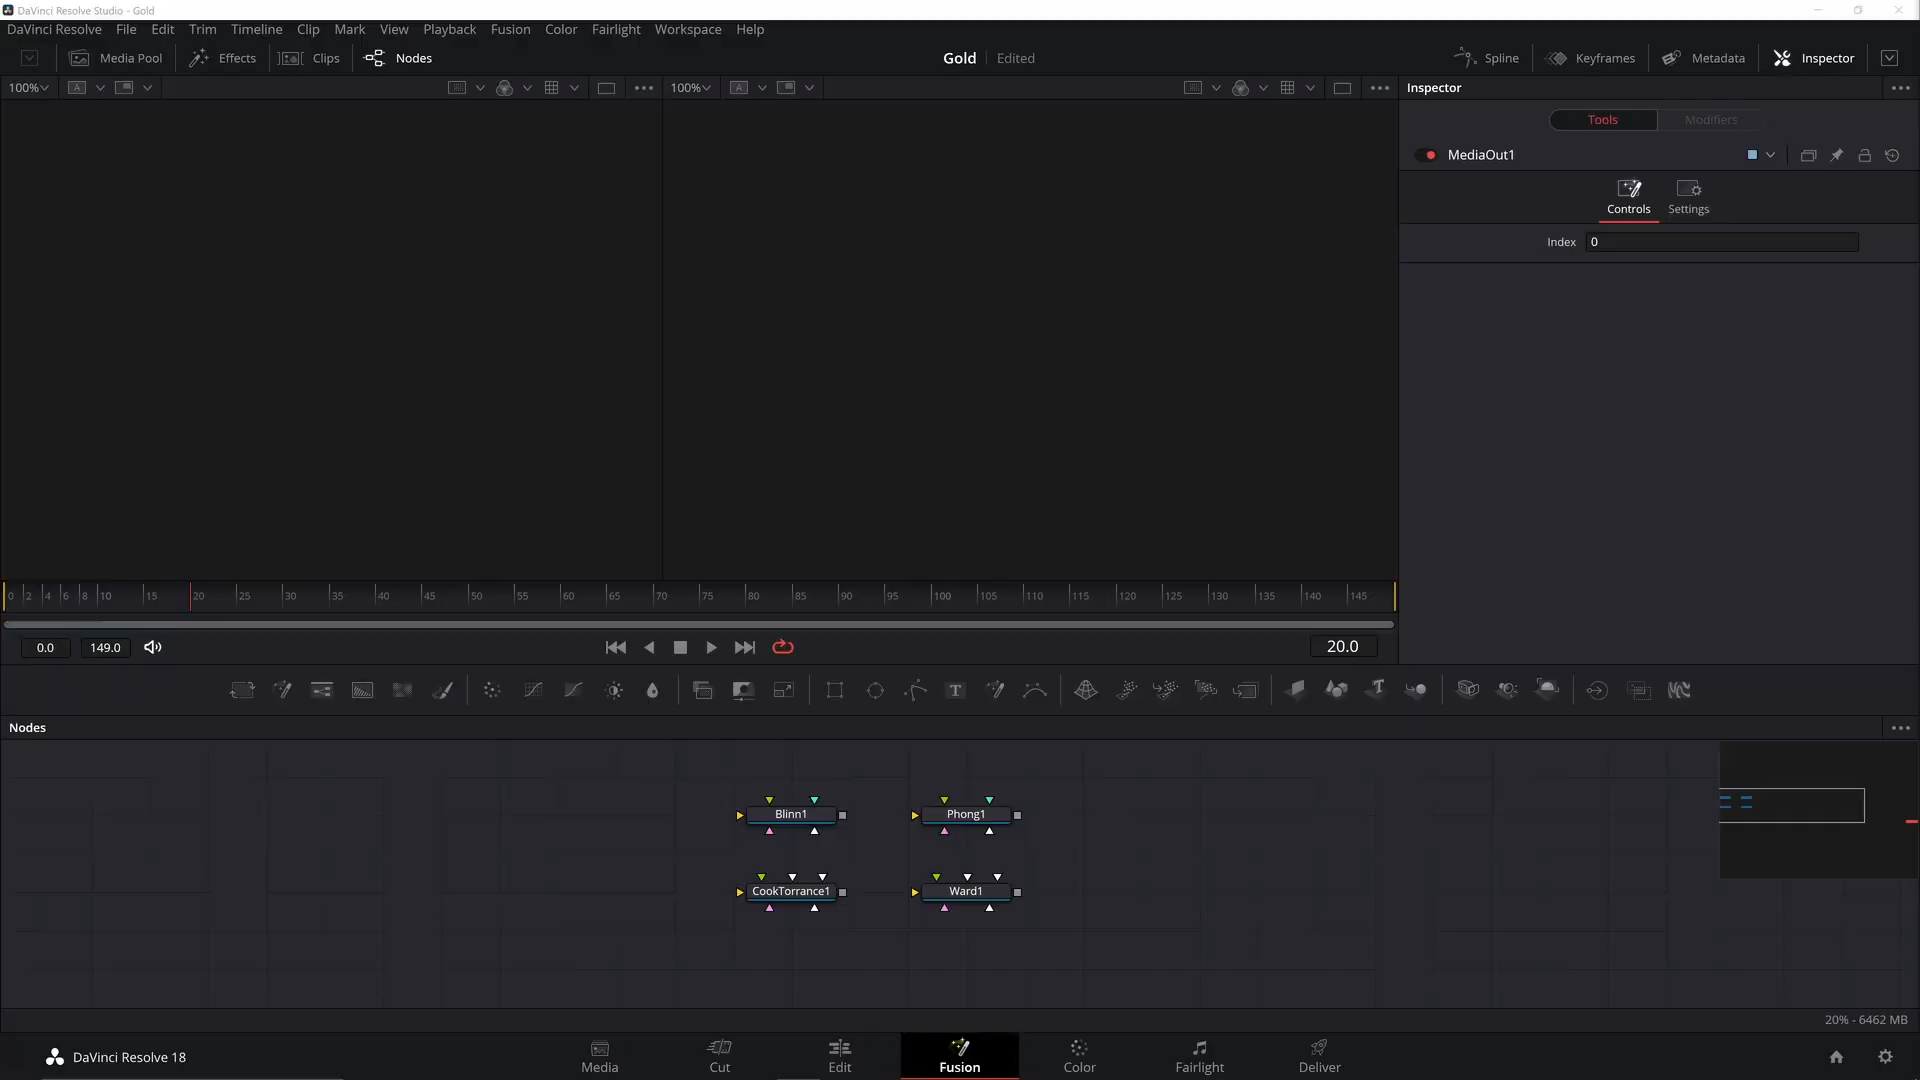 DaVinci Resolve Studio - Gold
DaVinci Resolve File Edit Trim Timeline Clip Mark View Playback Fusion Color Fairlight Workspace Help
Media Pool Effects Clips Nodes Gold Edited Spline Keyframes Metadata Inspector
100% A 100% A Inspector
Tools Modifiers
MediaOut1
Controls Settings
Index 0
0 2 4 6 8 10 15 20 25 30 35 40 45 50 55 60 65 70 75 80 85 90 95 100 105 110 115 120 125 130 135 140 145
0.0 149.0 20.0
T T
Nodes
Blinn1 Phong1
CookTorrance1 Ward1
20% - 6462 MB
DaVinci Resolve 18 Media Cut Edit Fusion Color Fairlight Deliver